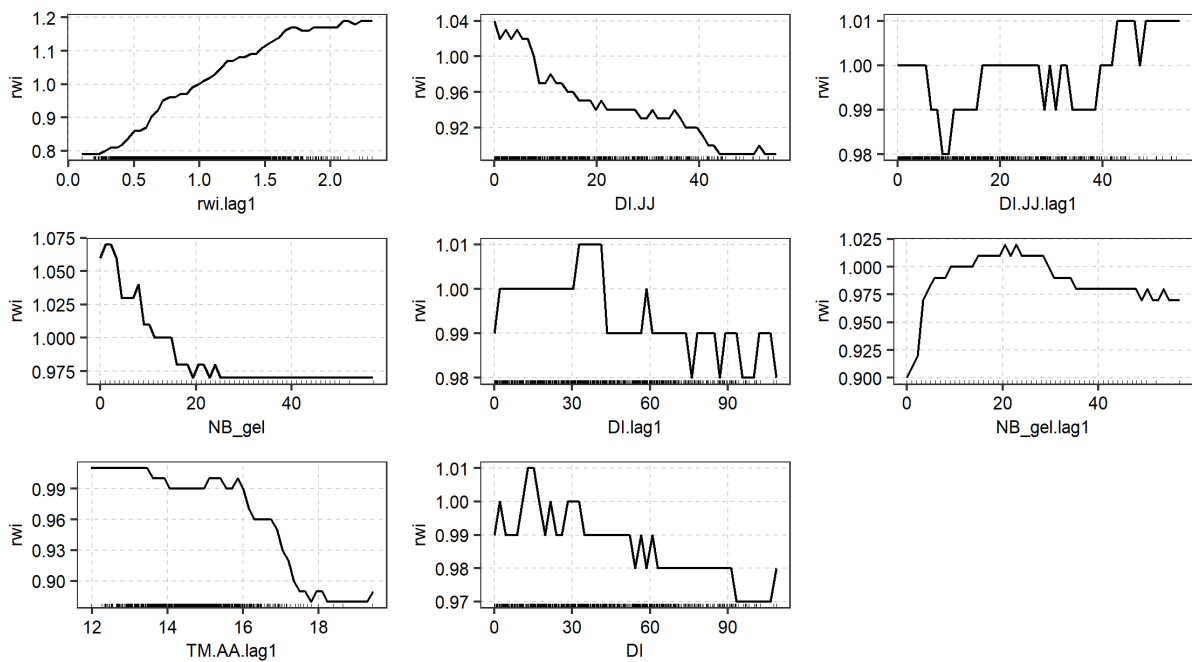 1.2
1.1
1.0
0.9
0.8
rwi
0.0 0.5 1.0 1.5 2.0
rwi.lag1
1.04
1.00
0.96
0.92
rwi
0 20 40
DI.JJ
1.01
1.00
0.99
0.98
rwi
0 20 40
DI.JJ.lag1
1.075
1.050
1.025
1.000
0.975
rwi
0 20 40
NB_gel
1.01
1.00
0.99
0.98
rwi
0 30 60 90
DI.lag1
1.025
1.000
0.975
0.950
0.925
0.900
rwi
0 20 40
NB_gel.lag1
0.99
0.96
0.93
0.90
rwi
12 14 16 18
TM.AA.lag1
1.01
1.00
0.99
0.98
0.97
rwi
0 30 60 90
DI